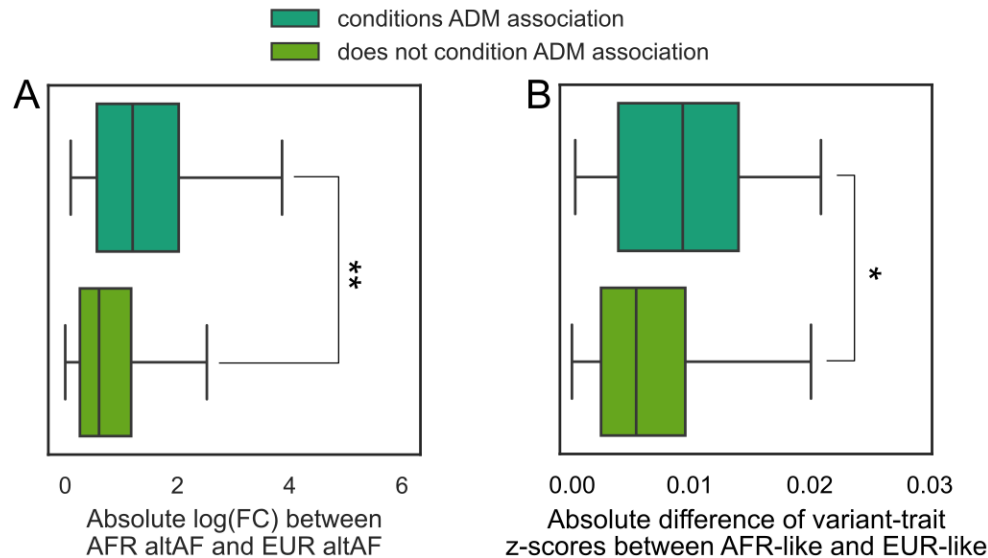 conditions ADM association
does not condition ADM association
A
B
**
*
0 2 4 6
0.00 0.01 0.02 0.03
Absolute log(FC) between
AFR altAF and EUR altAF
Absolute difference of variant-trait
z-scores between AFR-like and EUR-like